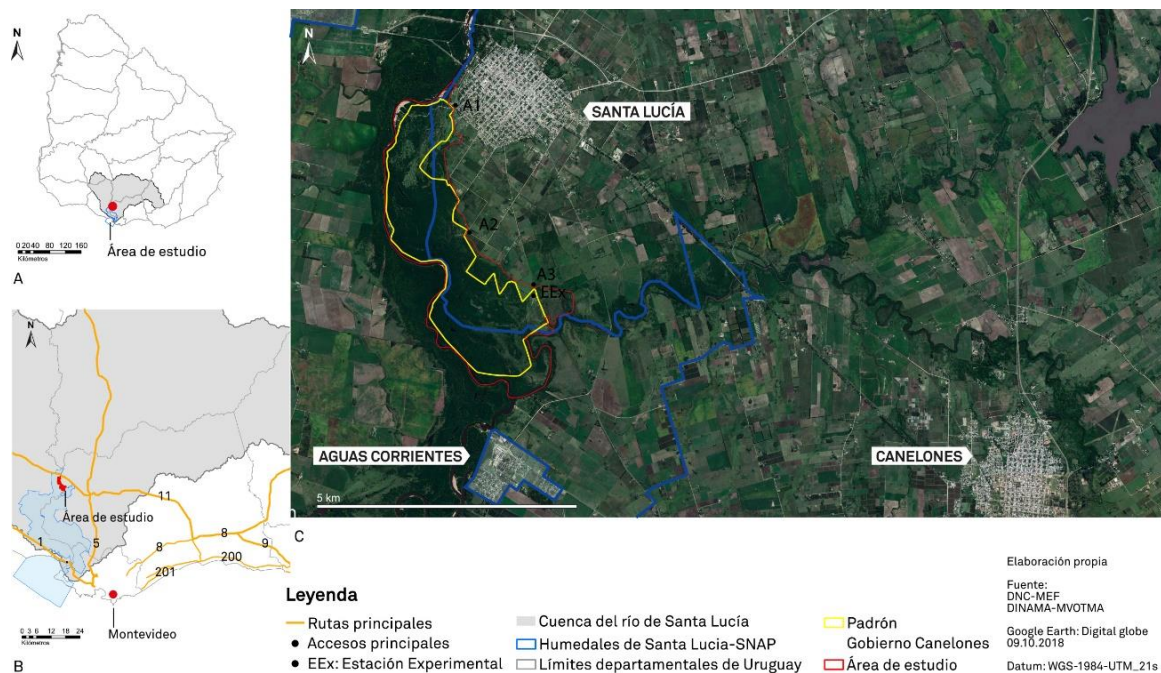 N
0 20 40 80 120 160
Kilómetros
Área de estudio
A
N
11
Área de estudio
1
5
8
8
9
200
201
0 3 6 12 18 24
Kilómetros
Montevideo
B
N
A1
SANTA LUCÍA
A2
A3
EEx
AGUAS CORRIENTES
CANELONES
5 km
C
Leyenda
Rutas principales
Accesos principales
EEx: Estación Experimental
Cuenca del río de Santa Lucía
Humedales de Santa Lucia-SNAP
Límites departamentales de Uruguay
Padrón
Gobierno Canelones
Área de estudio
Elaboración propia
Fuente:
DNC-MEF
DINAMA-MVOTMA
Google Earth: Digital globe
09.10.2018
Datum: WGS-1984-UTM_21s